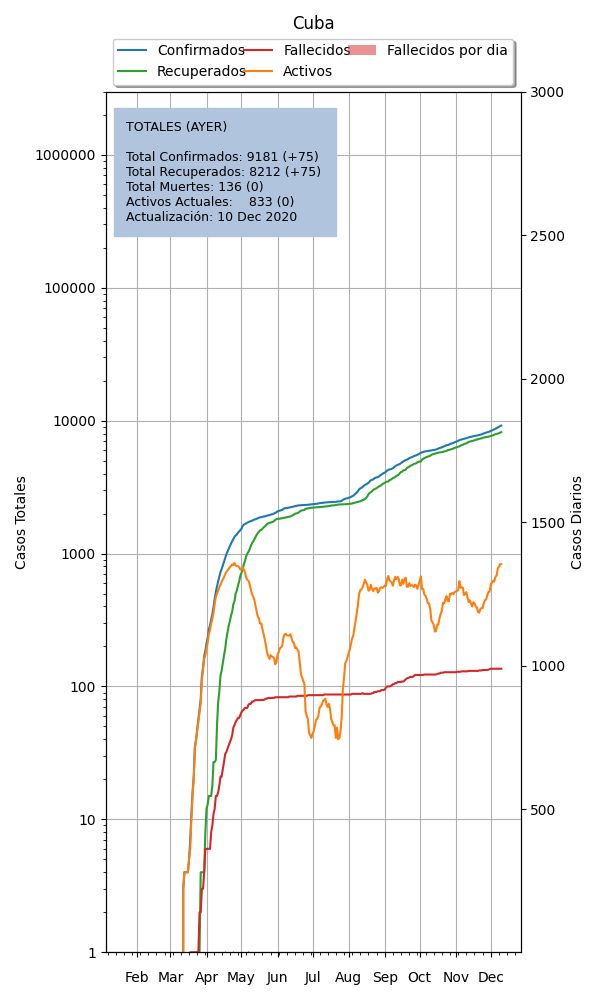 Cuba
Confirmados
Recuperados
Fallecidos
Activos
Fallecidos por dia
TOTALES (AYER)
Total Confirmados: 9181 (+75)
Total Recuperados: 8212 (+75)
Total Muertes: 136 (0)
Activos Actuales: 833 (0)
Actualización: 10 Dec 2020
Casos Totales
1000000
100000
10000
1000
100
10
1
3000
2500
2000
1500
1000
500
Casos Diarios
Feb Mar Apr May Jun Jul Aug Sep Oct Nov Dec